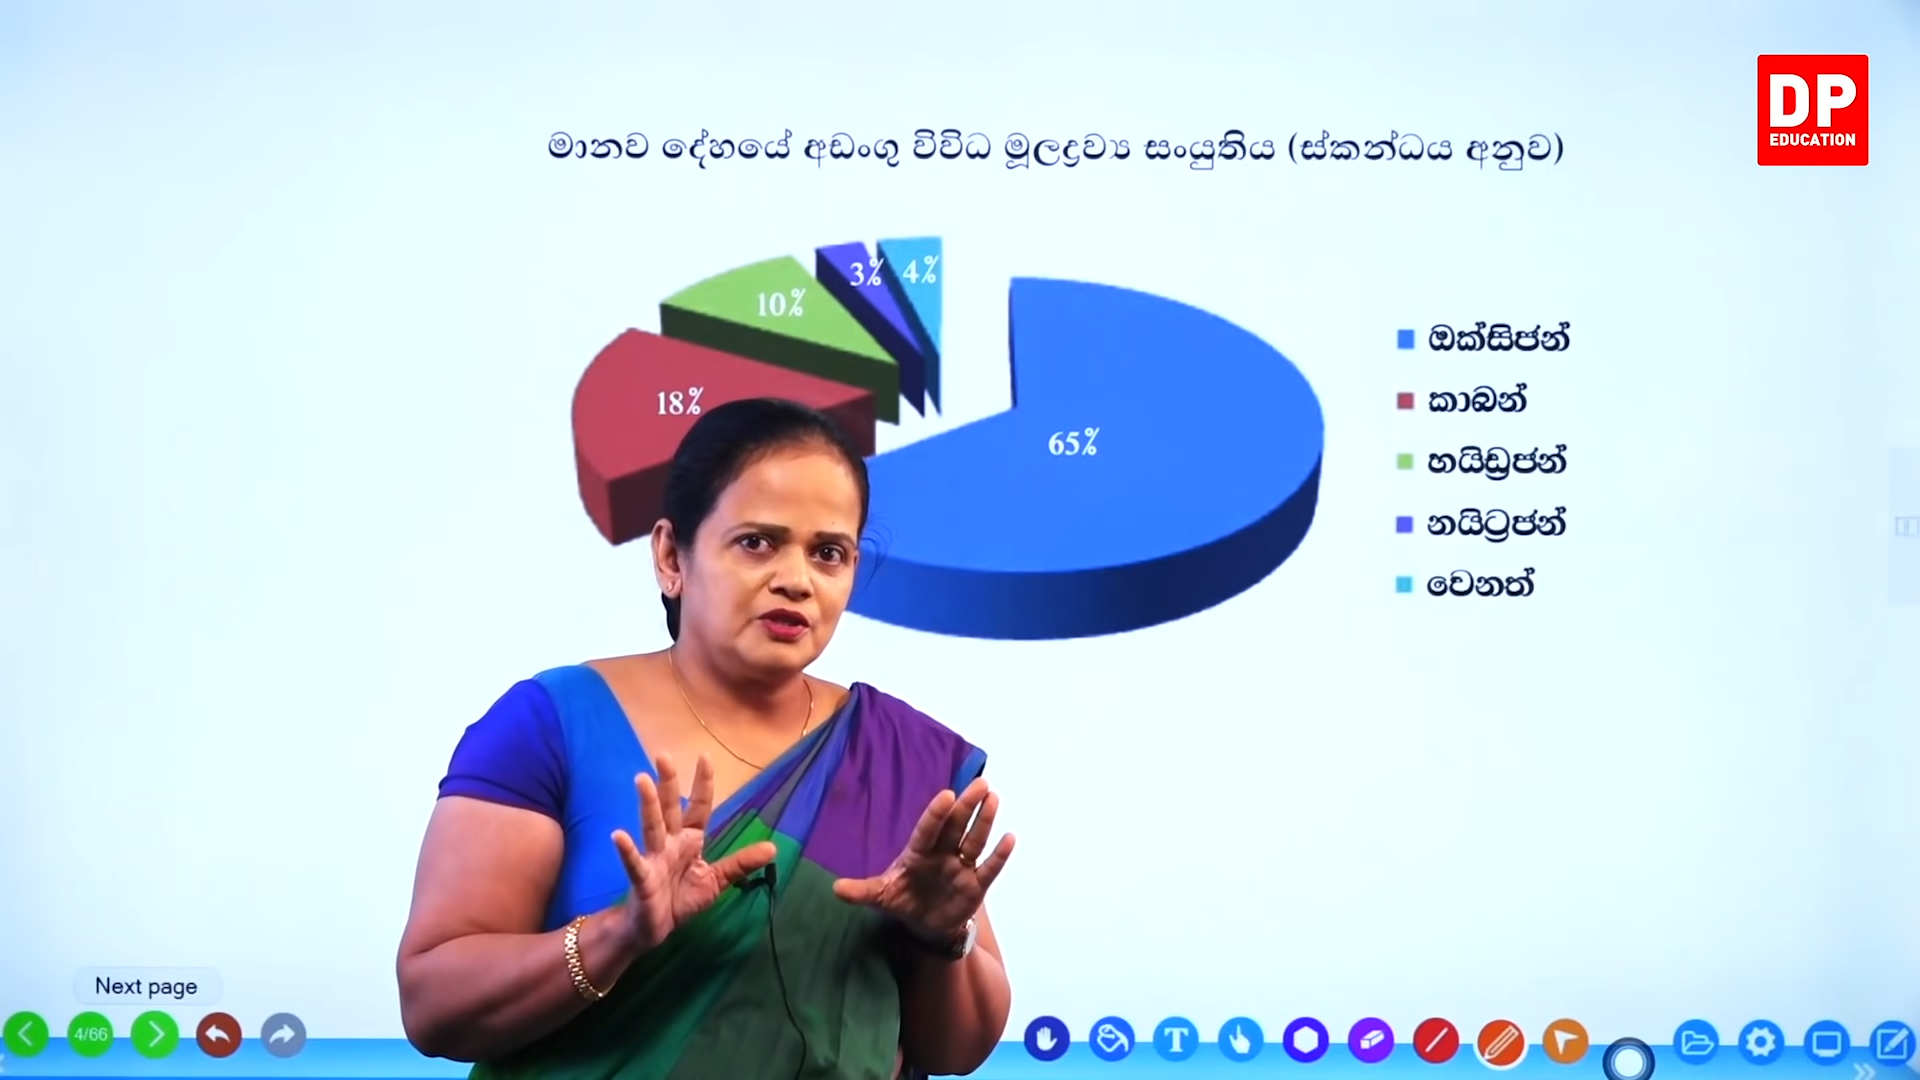 DP
EDUCATION
මානව දේහයේ අඩංගු විවිධ මූලද්‍රව්‍ය සංයුතිය (ස්කන්ධය අනුව)
3%
4%
10%
18%
65%
ඔක්සිජන්
කාබන්
හයිඩ්‍රජන්
නයිට්‍රජන්
වෙනත්
Next page
4/66
T